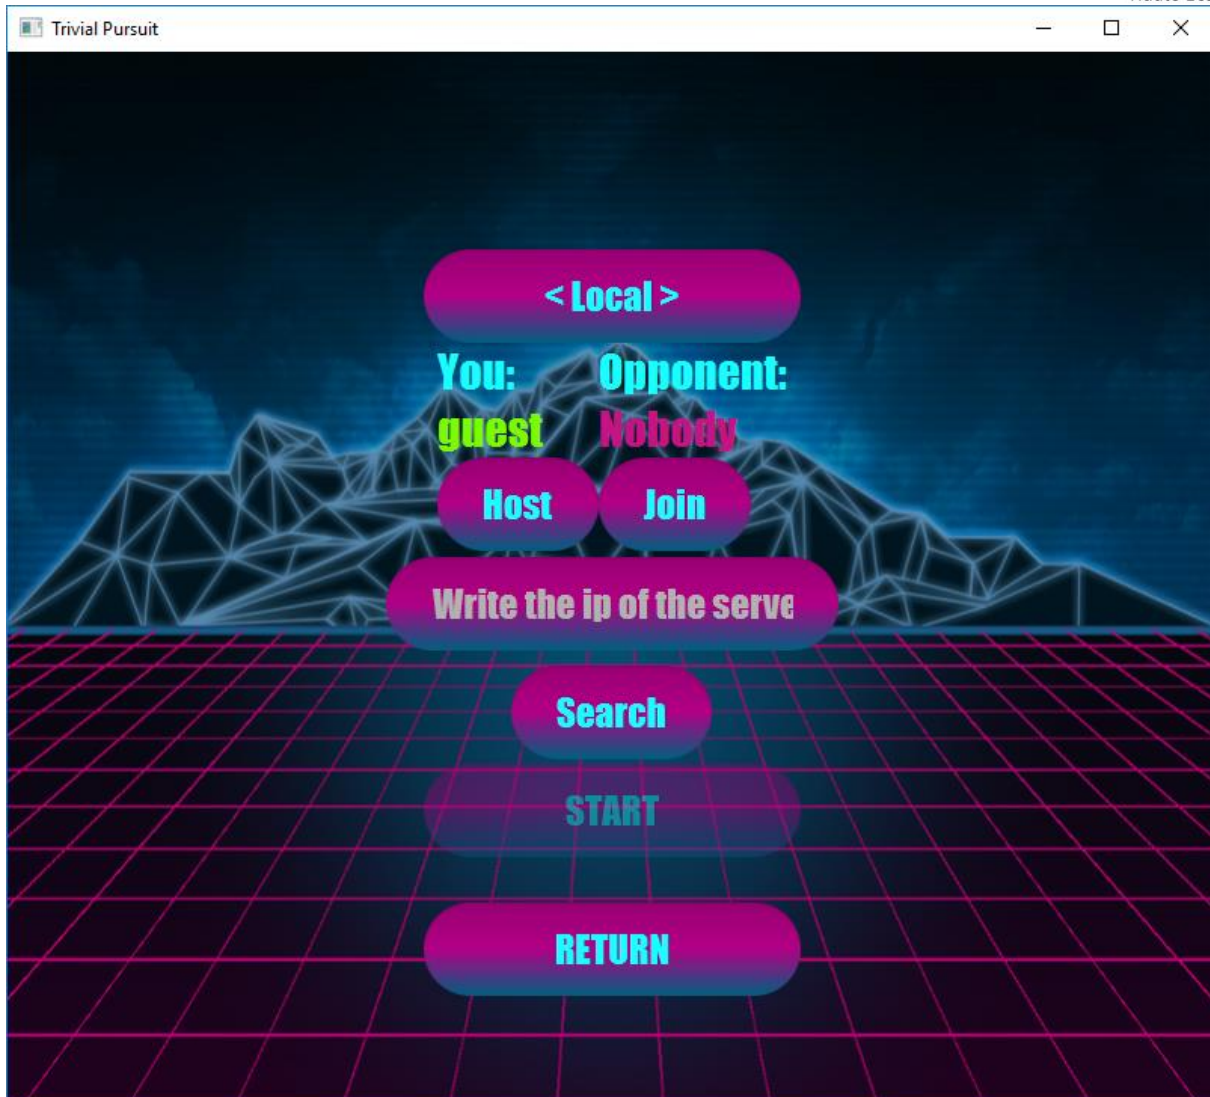 Trivial Pursuit
< Local >
You: Opponent:
guest Nobody
Host Join
Write the ip of the serve
Search
START
RETURN